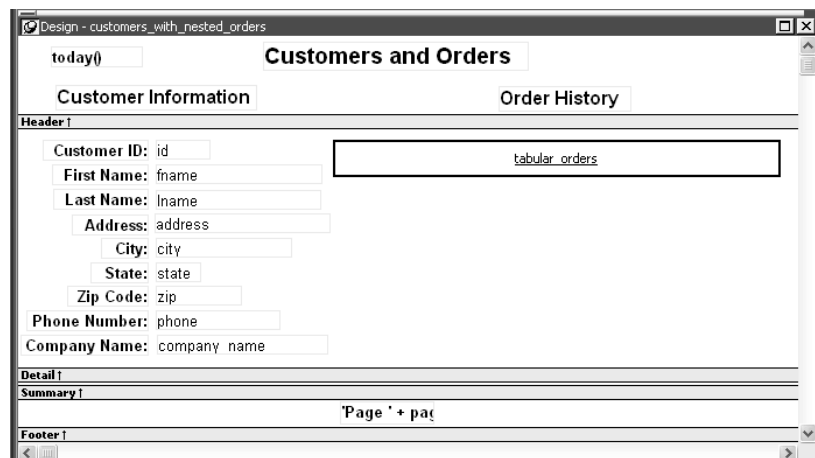 Design - customers_with_nested_orders
today() Customers and Orders
Customer Information Order History
Header ↑
Customer ID: id tabular_orders
First Name: fname
Last Name: lname
Address: address
City: city
State: state
Zip Code: zip
Phone Number: phone
Company Name: company_name
Detail ↑
Summary ↑
'Page ' + pag
Footer ↑